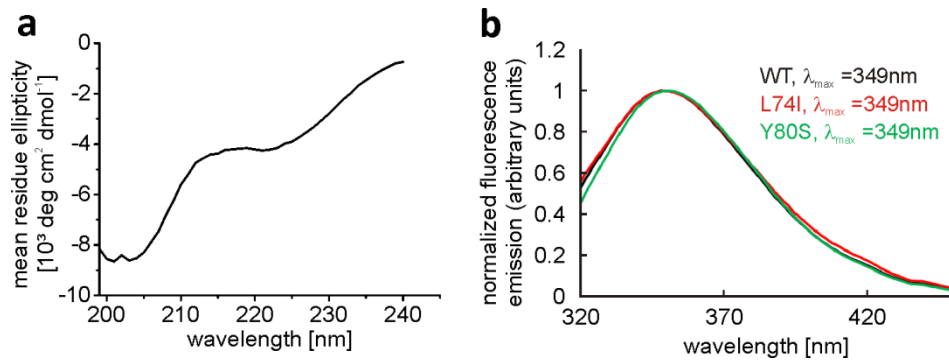 a
mean residue ellipticity
[10³ deg cm² dmol⁻¹]
0
-2
-4
-6
-8
-10
200 210 220 230 240
wavelength [nm]
b
normalized fluorescence
emission (arbitrary units)
1.2
1
0.8
0.6
0.4
0.2
0
320 370 420
wavelength [nm]
WT, λmax =349nm
L74I, λmax =349nm
Y80S, λmax =349nm